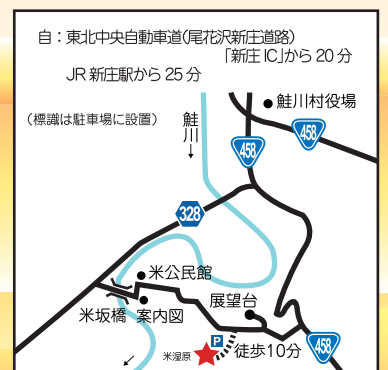 自：東北中央自動車道(尾花沢新庄道路)
「新庄IC」から20分
JR新庄駅から25分
（標識は駐車場に設置）
鮭川
→
鮭川村役場
458
458
328
米公民館
米坂橋
案内図
展望台
P
米湿原
徒歩10分
458
←